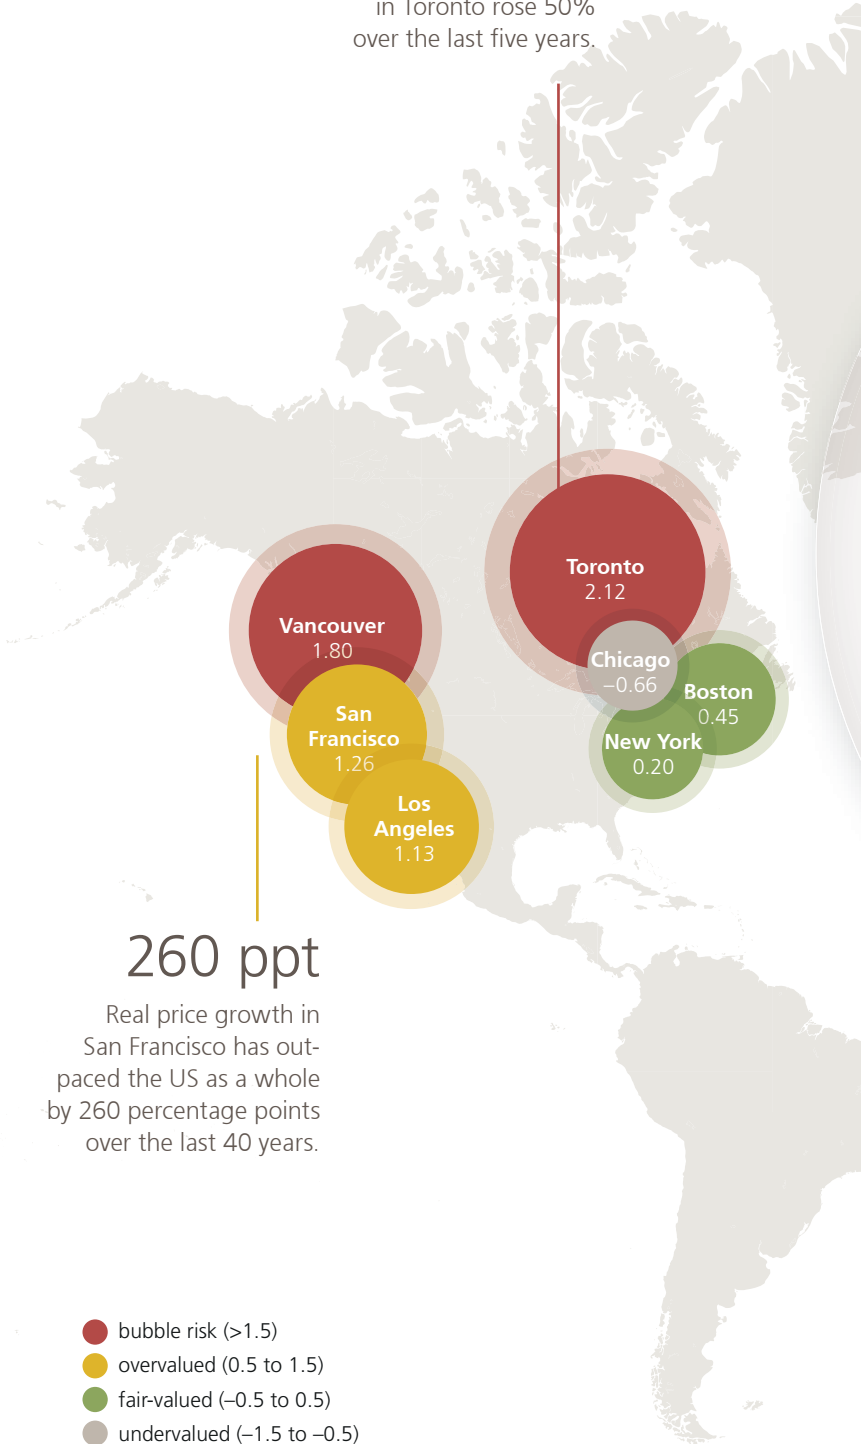 in Toronto rose 50%
over the last five years.
Toronto
2.12
Vancouver
1.80
Chicago
–0.66
Boston
0.45
San
Francisco
1.26
New York
0.20
Los
Angeles
1.13
260 ppt
Real price growth in
San Francisco has out-
paced the US as a whole
by 260 percentage points
over the last 40 years.
bubble risk (>1.5)
overvalued (0.5 to 1.5)
fair-valued (–0.5 to 0.5)
undervalued (–1.5 to –0.5)